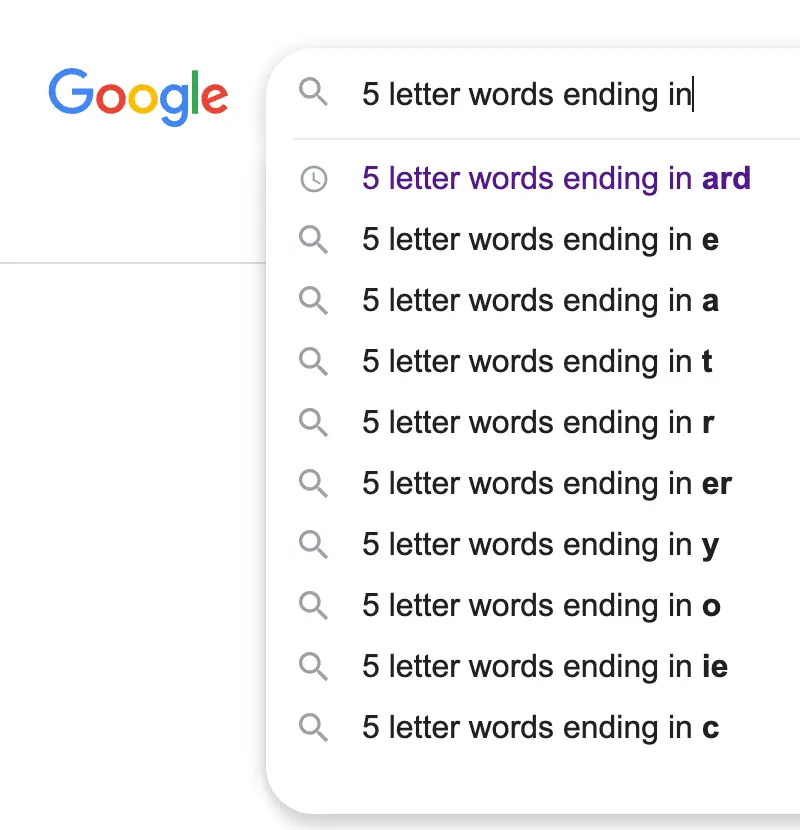 Google
5 letter words ending in
5 letter words ending in ard
5 letter words ending in e
5 letter words ending in a
5 letter words ending in t
5 letter words ending in r
5 letter words ending in er
5 letter words ending in y
5 letter words ending in o
5 letter words ending in ie
5 letter words ending in c